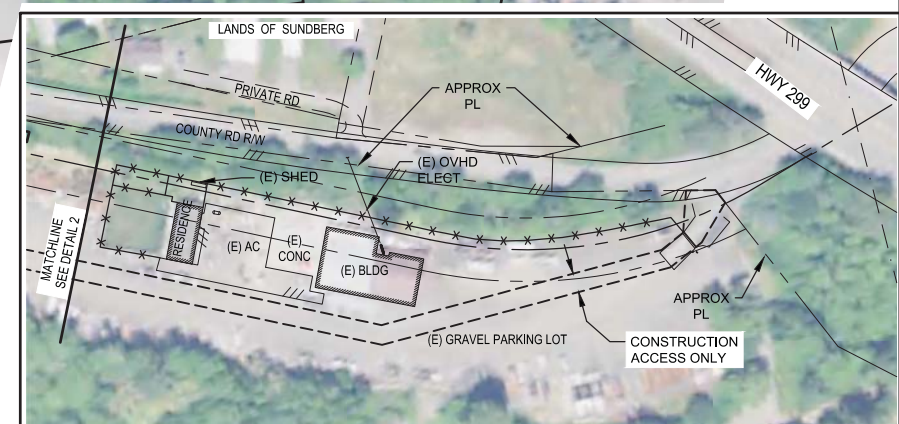 LANDS OF SUNDBERG
HWY 299
PRIVATE RD
APPROX
PL
COUNTY RD R/W
(E) OVHD
ELECT
(E) SHED
RESIDENCE
(E) AC
(E)
CONC
(E) BLDG
MATCHLINE
SEE DETAIL 2
APPROX
PL
(E) GRAVEL PARKING LOT
CONSTRUCTION
ACCESS ONLY